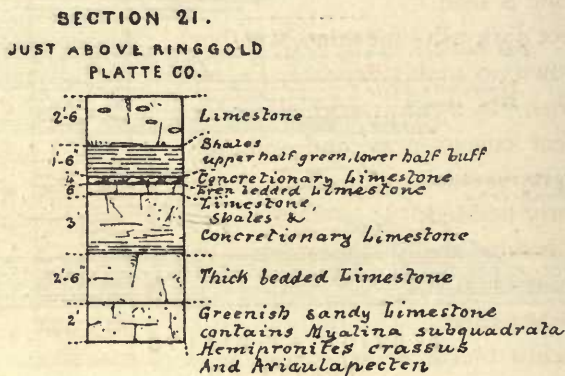 SECTION 21.
JUST ABOVE RINGGOLD
PLATTE CO.
2'-6" Limestone
1'-6" Shales
upper half green, lower half buff
4" Concretionary Limestone
6" Even bedded Limestone
3' Limestone,
Shales &
Concretionary Limestone
2'-6" Thick bedded Limestone
2' Greenish sandy Limestone
contains Myalina subquadrata
Hemipronites crassus
And Aviculapecten